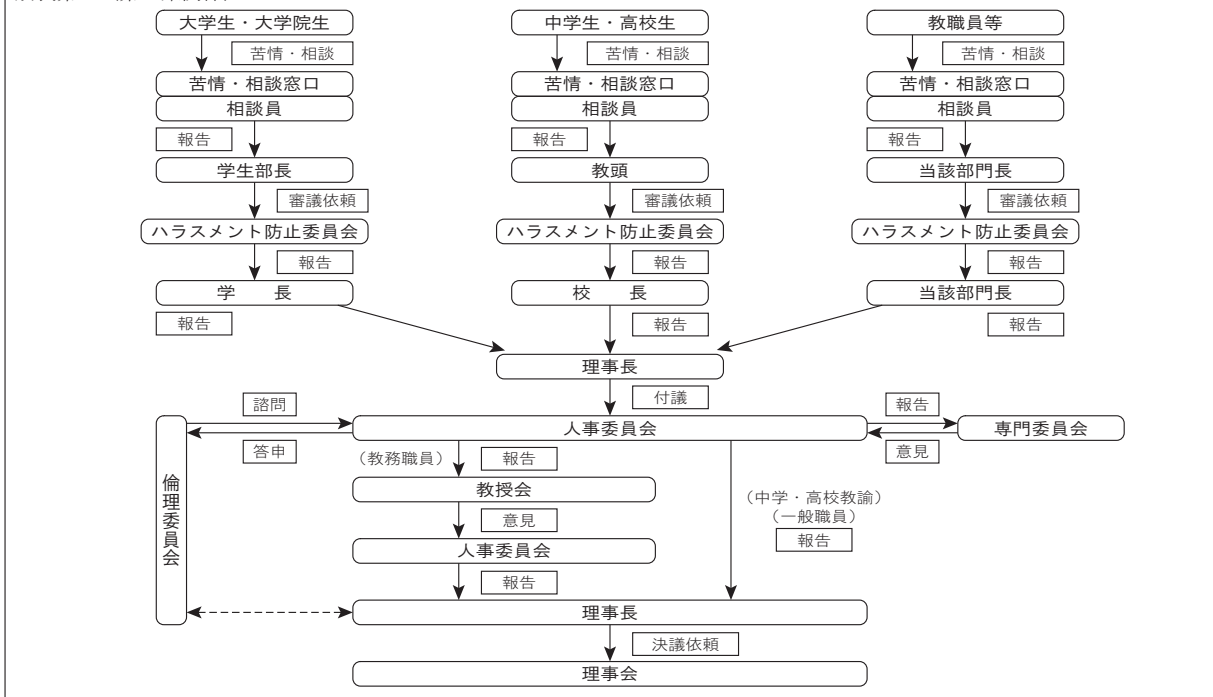 大学生・大学院生
中学生・高校生
教職員等
苦情・相談
苦情・相談
苦情・相談
苦情・相談窓口
苦情・相談窓口
苦情・相談窓口
相談員
相談員
相談員
報告
報告
報告
学生部長
教頭
当該部門長
審議依頼
審議依頼
審議依頼
ハラスメント防止委員会
ハラスメント防止委員会
ハラスメント防止委員会
報告
報告
報告
学　長
校　長
当該部門長
報告
報告
報告
理事長
付議
諮問
報告
人事委員会
専門委員会
答申
意見
（教務職員）
報告
倫理委員会
教授会
（中学・高校教諭）
（一般職員）
意見
報告
人事委員会
報告
理事長
決議依頼
理事会